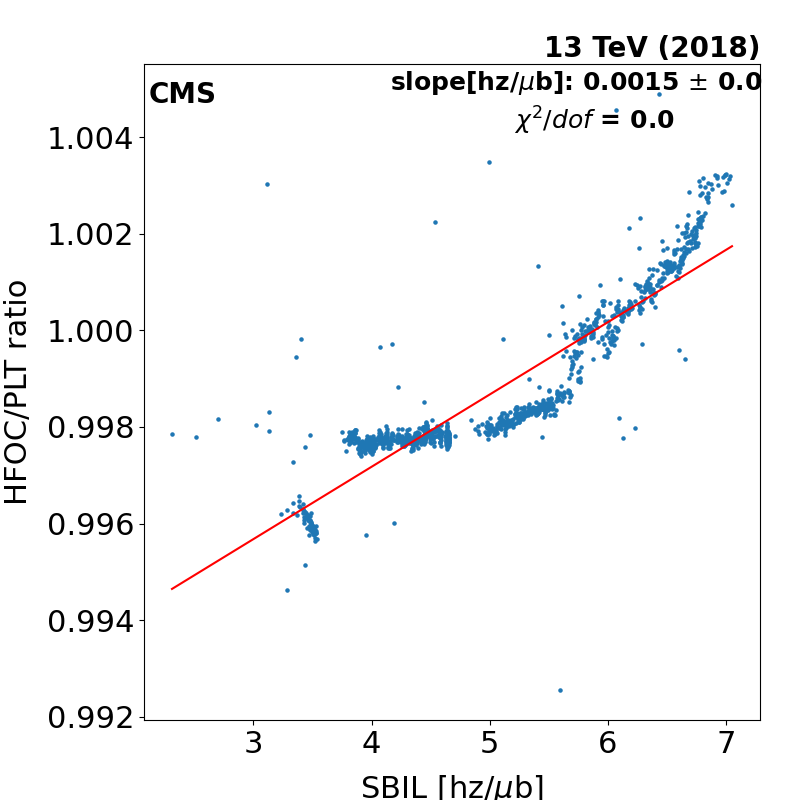 13 TeV (2018)
CMS
slope[hz/μb]: 0.0015 ± 0.0
χ²/dof = 0.0
HFOC/PLT ratio
1.004
1.002
1.000
0.998
0.996
0.994
0.992
3 4 5 6 7
SBIL [hz/μb]